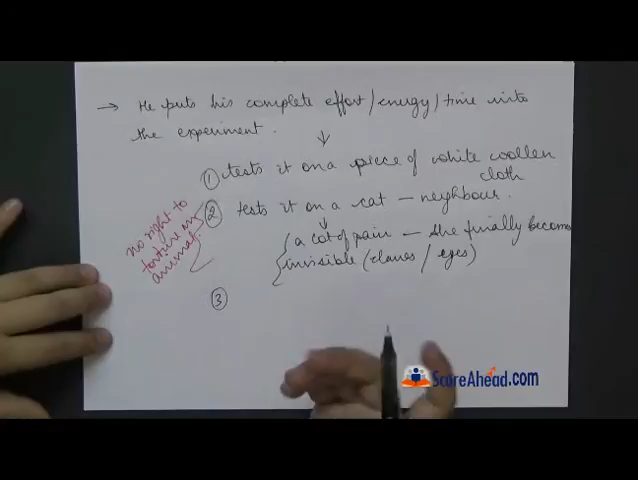 → He puts his complete effort/energy/time into
the experiment.
↓
① tests it on a piece of white woollen
cloth
② tests it on a cat – neighbour.
↓
a cot of pain – she finally become
invisible (claws / eyes)
no right to
torture an
animal.
③
ScoreAhead.com